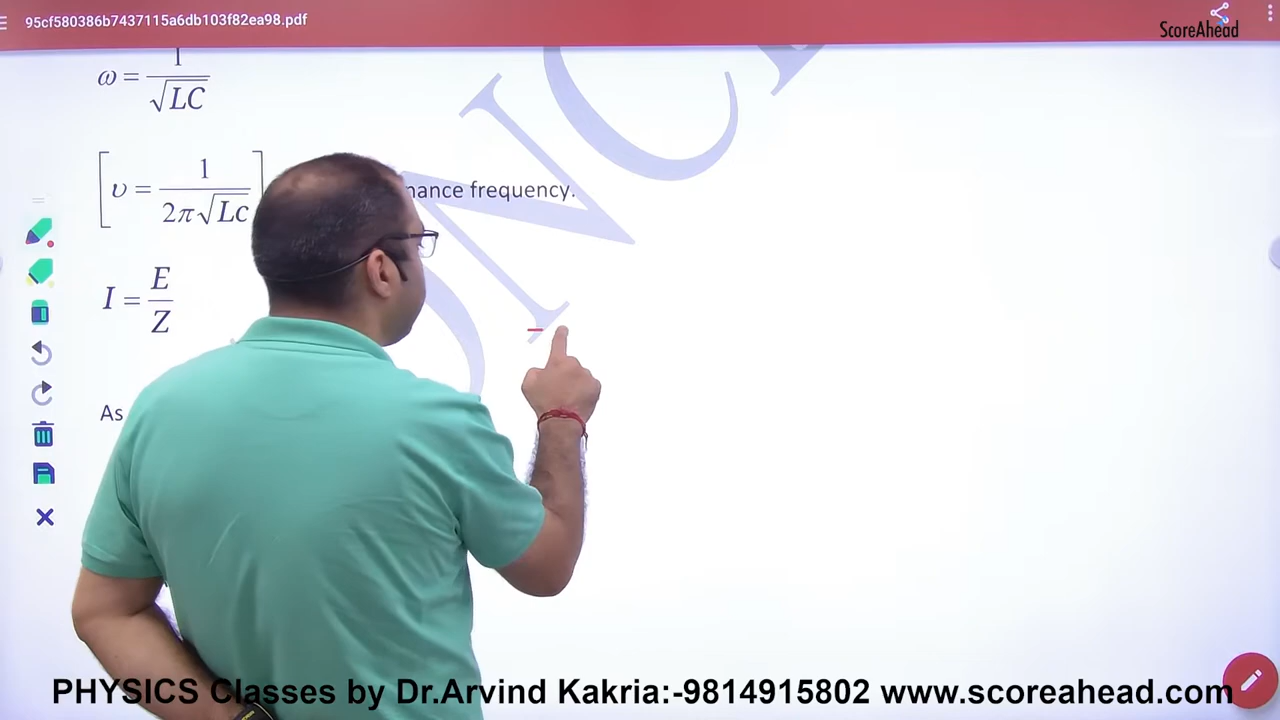 95cf580386b7437115a6db103f82ea98.pdf
ScoreAhead
ω = 1/√LC
[υ = 1/2π√Lc] nance frequency.
I = E/Z
As
PHYSICS Classes by Dr.Arvind Kakria:-9814915802 www.scoreahead.com